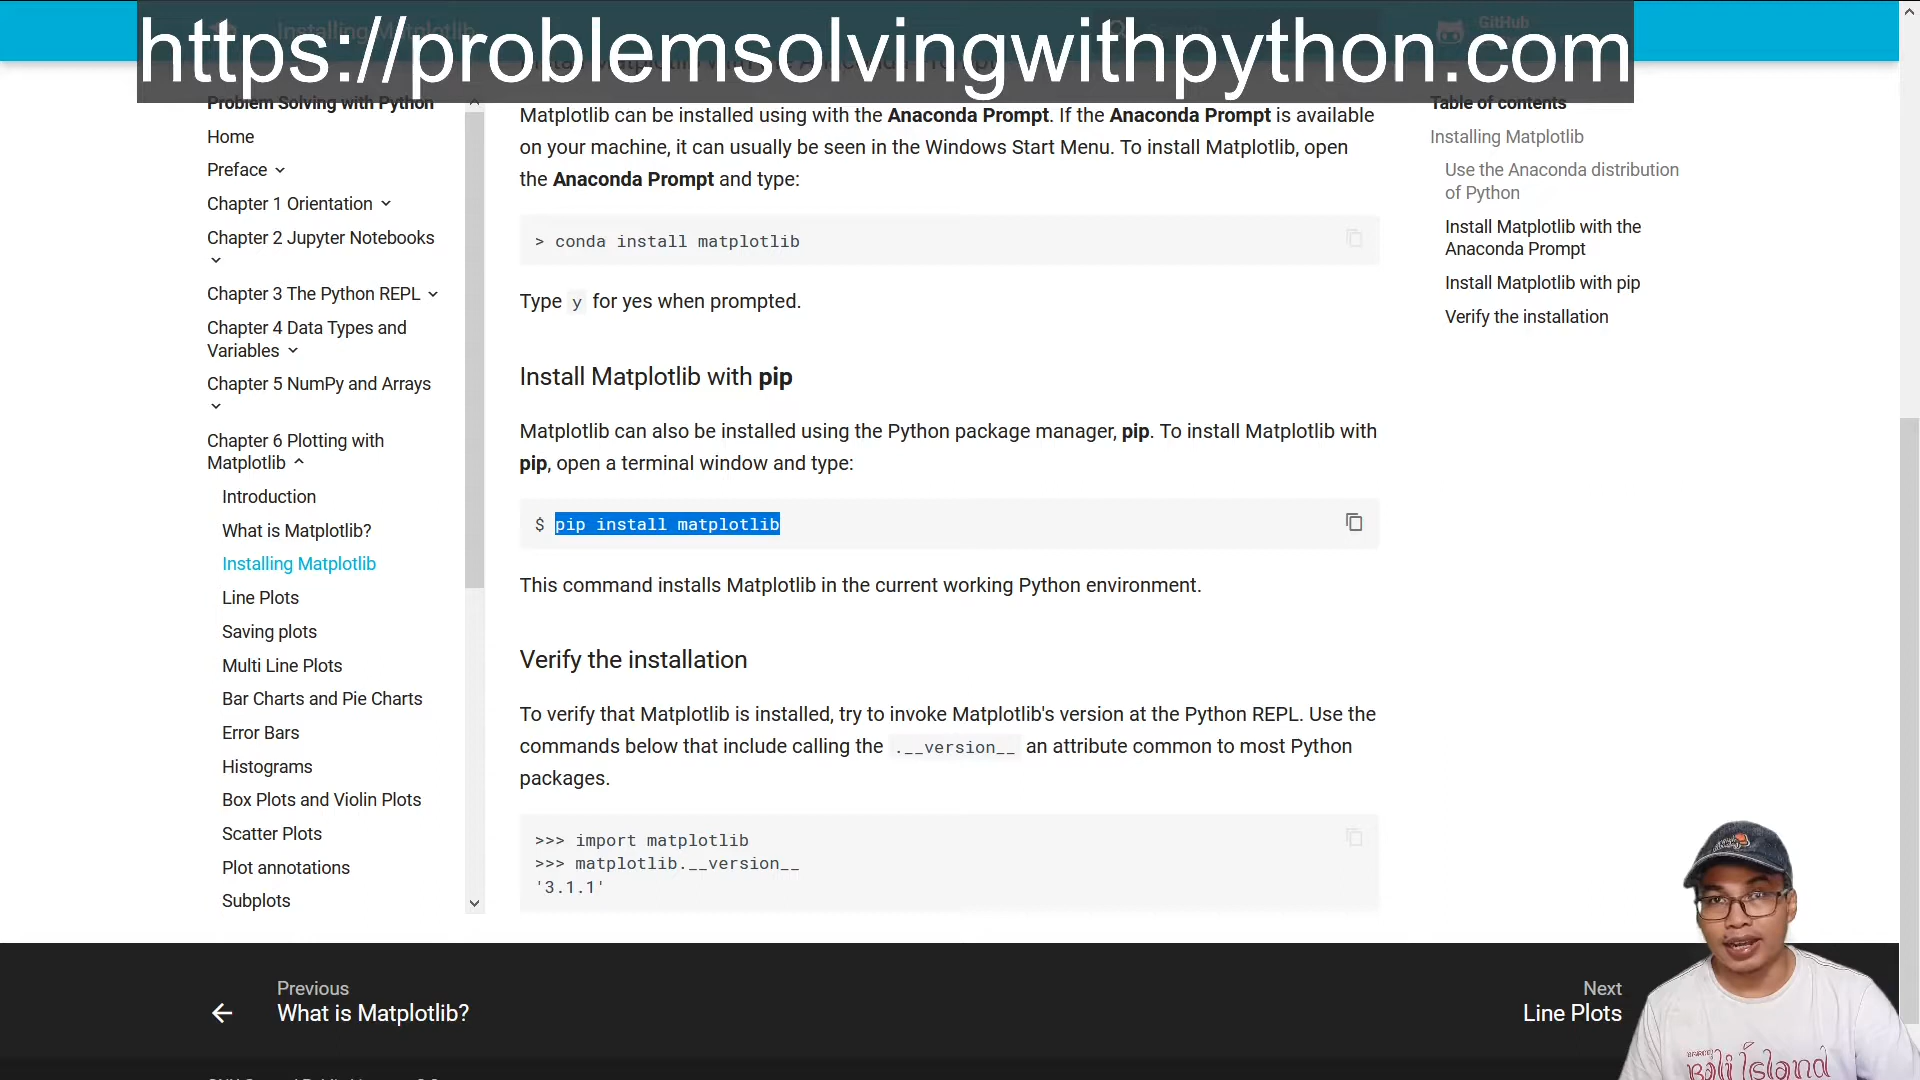 https://problemsolvingwithpython.com
Installing Matplotlib
GitHub
Problem Solving with Python
Home
Preface
Chapter 1 Orientation
Chapter 2 Jupyter Notebooks
Chapter 3 The Python REPL
Chapter 4 Data Types and
Variables
Chapter 5 NumPy and Arrays
Chapter 6 Plotting with
Matplotlib
Introduction
What is Matplotlib?
Installing Matplotlib
Line Plots
Saving plots
Multi Line Plots
Bar Charts and Pie Charts
Error Bars
Histograms
Box Plots and Violin Plots
Scatter Plots
Plot annotations
Subplots
Matplotlib can be installed using with the Anaconda Prompt. If the Anaconda Prompt is available
on your machine, it can usually be seen in the Windows Start Menu. To install Matplotlib, open
the Anaconda Prompt and type:
> conda install matplotlib
Type y for yes when prompted.
Install Matplotlib with pip
Matplotlib can also be installed using the Python package manager, pip. To install Matplotlib with
pip, open a terminal window and type:
$ pip install matplotlib
This command installs Matplotlib in the current working Python environment.
Verify the installation
To verify that Matplotlib is installed, try to invoke Matplotlib's version at the Python REPL. Use the
commands below that include calling the .__version__ an attribute common to most Python
packages.
>>> import matplotlib
>>> matplotlib.__version__
'3.1.1'
Table of contents
Installing Matplotlib
Use the Anaconda distribution
of Python
Install Matplotlib with the
Anaconda Prompt
Install Matplotlib with pip
Verify the installation
Previous
What is Matplotlib?
Next
Line Plots
Bali Island